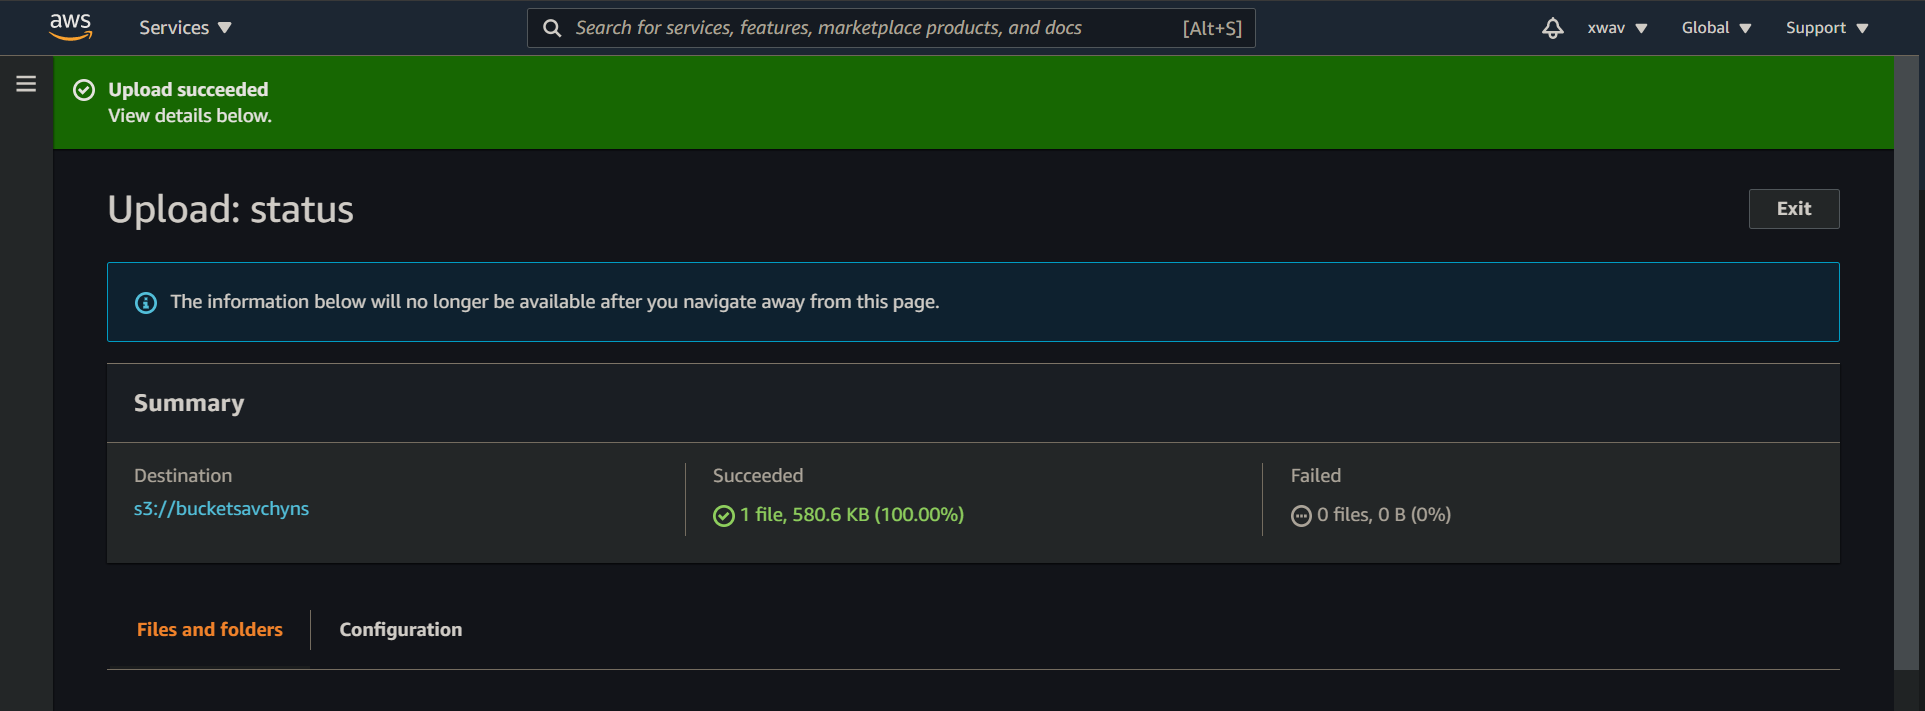 aws
Services
Search for services, features, marketplace products, and docs
[Alt+S]
xwav
Global
Support
Upload succeeded
View details below.
Upload: status
Exit
The information below will no longer be available after you navigate away from this page.
Summary
Destination
s3://bucketsavchyns
Succeeded
1 file, 580.6 KB (100.00%)
Failed
0 files, 0 B (0%)
Files and folders
Configuration